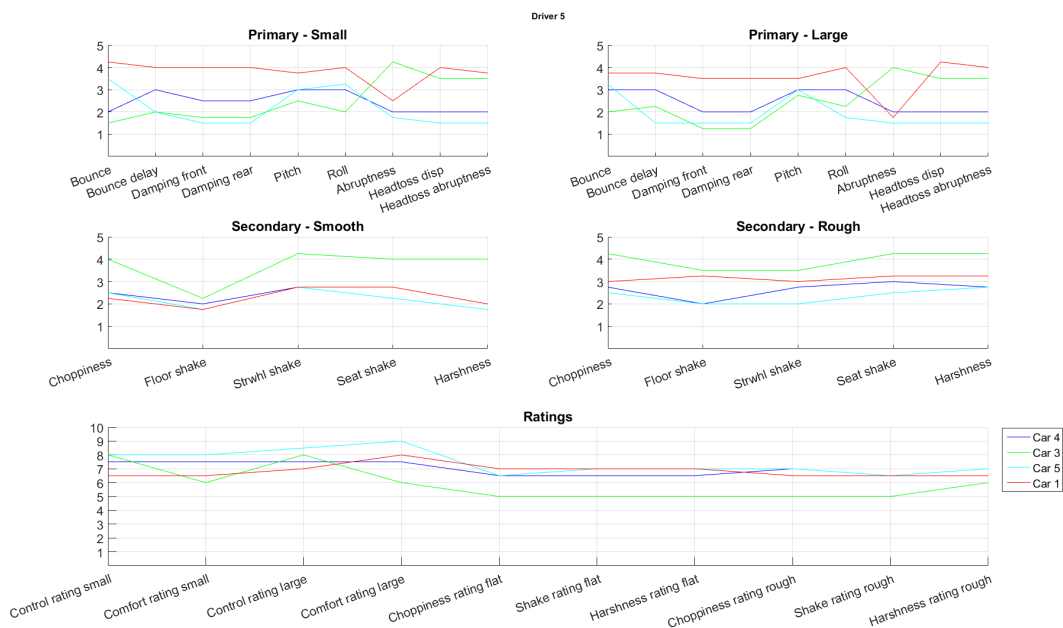 Driver 5
Primary - Small
5
4
3
2
1
Bounce
Bounce delay
Damping front
Damping rear
Pitch
Roll
Abruptness
Headtoss disp
Headtoss abruptness
Primary - Large
5
4
3
2
1
Bounce
Bounce delay
Damping front
Damping rear
Pitch
Roll
Abruptness
Headtoss disp
Headtoss abruptness
Secondary - Smooth
5
4
3
2
1
Choppiness
Floor shake
Strwhl shake
Seat shake
Harshness
Secondary - Rough
5
4
3
2
1
Choppiness
Floor shake
Strwhl shake
Seat shake
Harshness
Ratings
10
9
8
7
6
5
4
3
2
1
Control rating small
Comfort rating small
Control rating large
Comfort rating large
Choppiness rating flat
Shake rating flat
Harshness rating flat
Choppiness rating rough
Shake rating rough
Harshness rating rough
Car 4
Car 3
Car 5
Car 1